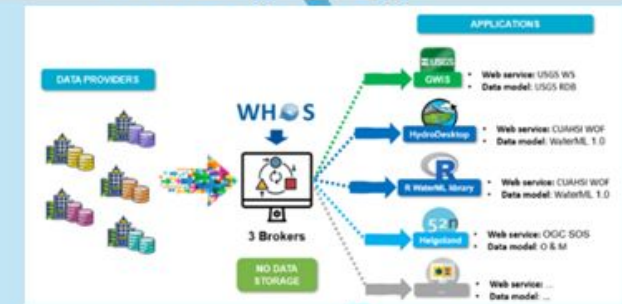 APPLICATIONS
DATA PROVIDERS
WHOS
3 Brokers
NO DATA
STORAGE
USGS
GWIS
• Web service: USGS WS
• Data model: USGS RDB
HydroDesktop
• Web service: CUAHSI WOF
• Data model: WaterML 1.0
R
R WaterML library
• Web service: CUAHSI WOF
• Data model: WaterML 1.0
52n
Helgoland
• Web service: OGC SOS
• Data model: O & M
...
• Web service: ...
• Data model: ...